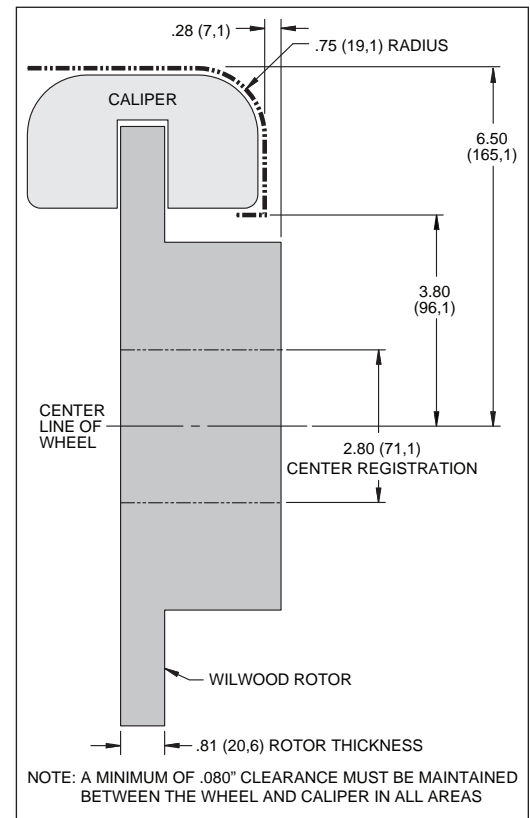 .28 (7,1)
.75 (19,1) RADIUS
CALIPER
6.50
(165,1)
3.80
(96,1)
CENTER
LINE OF
WHEEL
2.80 (71,1)
CENTER REGISTRATION
WILWOOD ROTOR
.81 (20,6) ROTOR THICKNESS
NOTE: A MINIMUM OF .080" CLEARANCE MUST BE MAINTAINED
BETWEEN THE WHEEL AND CALIPER IN ALL AREAS